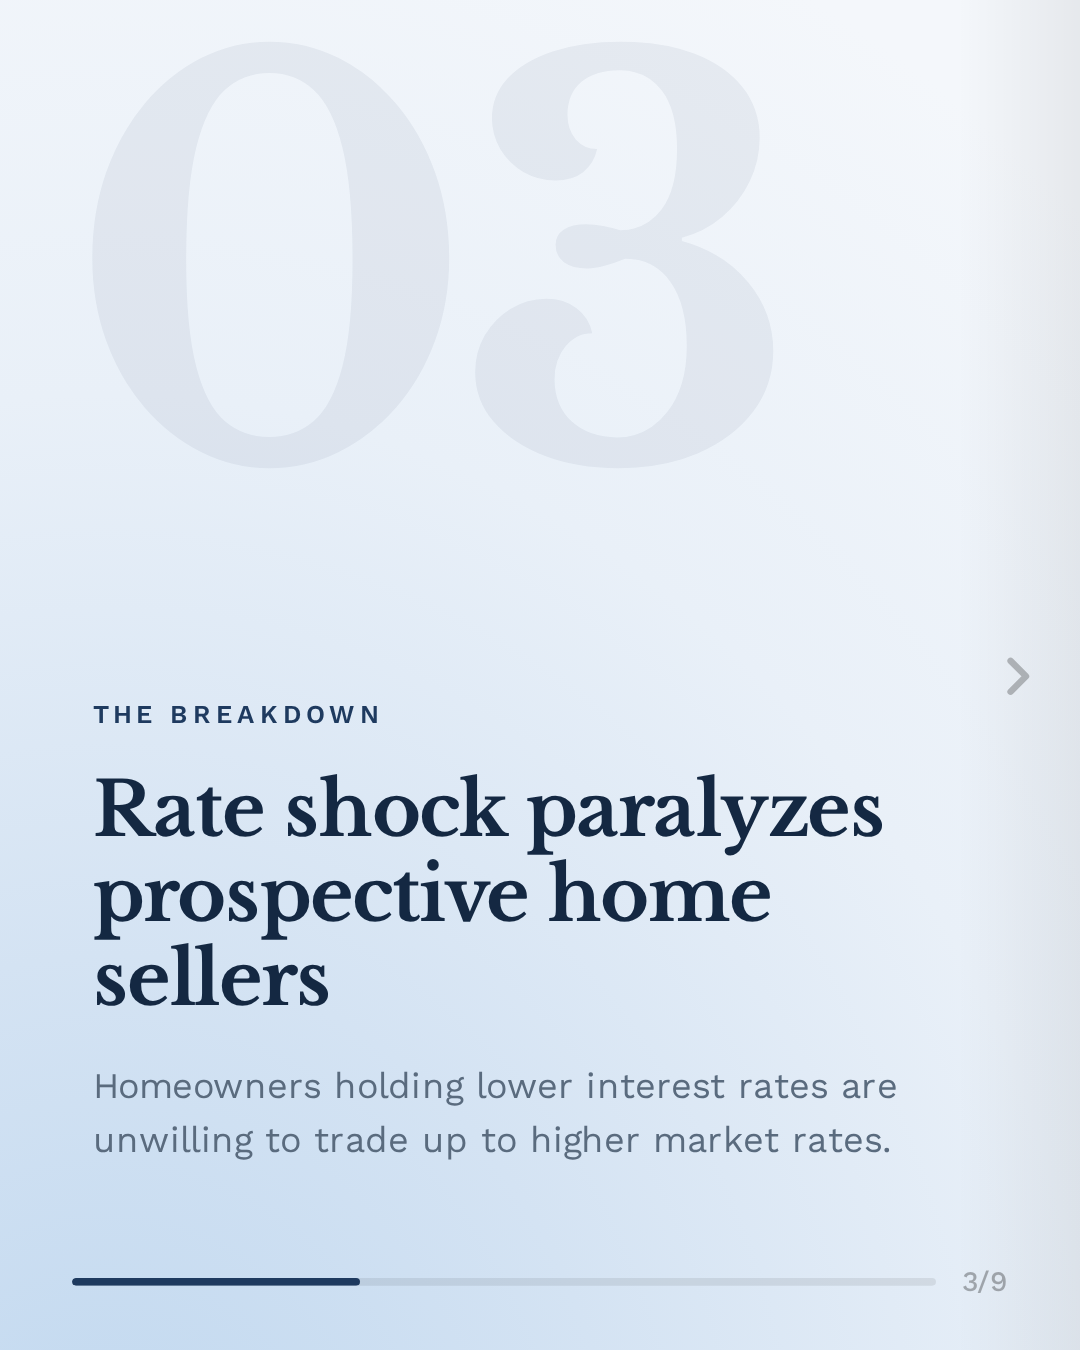 03
THE BREAKDOWN
Rate shock paralyzes
prospective home
sellers
Homeowners holding lower interest rates are
unwilling to trade up to higher market rates.
3/9